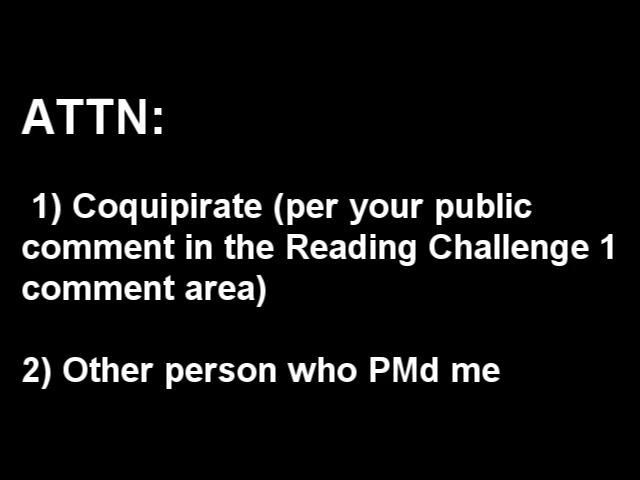 ATTN:
1) Coquipirate (per your public
comment in the Reading Challenge 1
comment area)
2) Other person who PMd me